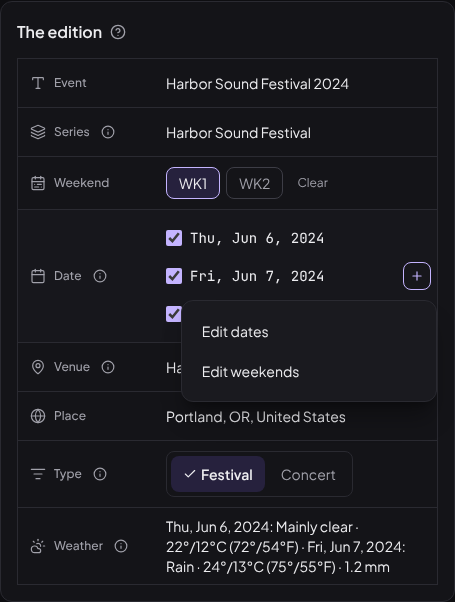 The edition
Event
Harbor Sound Festival 2024
Series
Harbor Sound Festival
Weekend
WK1
WK2
Clear
Thu, Jun 6, 2024
Date
Fri, Jun 7, 2024
Edit dates
Venue
Edit weekends
Place
Portland, OR, United States
Type
Festival
Concert
Weather
Thu, Jun 6, 2024: Mainly clear ·
22°/12°C (72°/54°F) · Fri, Jun 7, 2024:
Rain · 24°/13°C (75°/55°F) · 1.2 mm